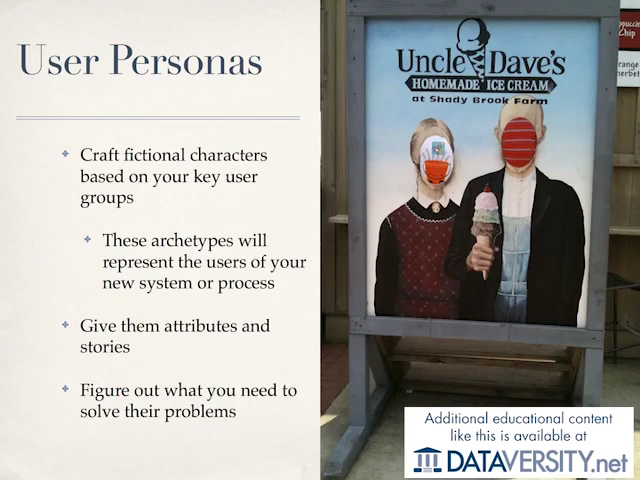 User Personas
Craft fictional characters
based on your key user
groups
These archetypes will
represent the users of your
new system or process
Give them attributes and
stories
Figure out what you need to
solve their problems
Uncle Dave's
HOMEMADE ICE CREAM
at Shady Brook Farm
Chip
Additional educational content
like this is available at
DATAVERSITY.net